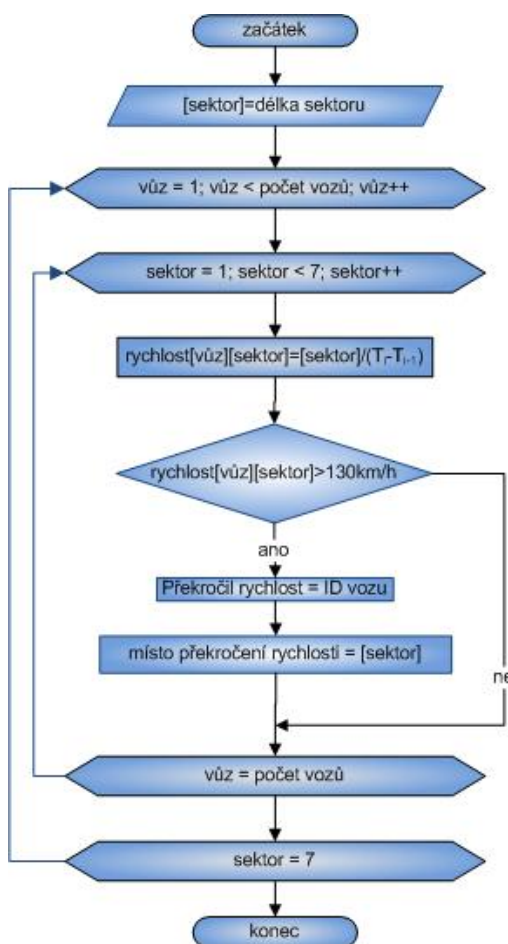 začátek
[sektor]=délka sektoru
vůz = 1; vůz < počet vozů; vůz++
sektor = 1; sektor < 7; sektor++
rychlost[vůz][sektor]=[sektor]/(Ti-Ti-1)
rychlost[vůz][sektor]>130km/h
ano
Překročil rychlost = ID vozu
místo překročení rychlosti = [sektor]
ne
vůz = počet vozů
sektor = 7
konec